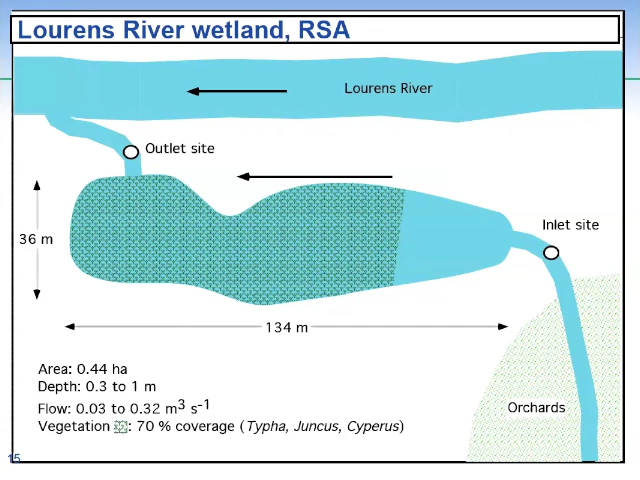 Lourens River wetland, RSA
Lourens River
Outlet site
Inlet site
36 m
134 m
Area: 0.44 ha
Depth: 0.3 to 1 m
Flow: 0.03 to 0.32 m3 s-1
Vegetation : 70 % coverage (Typha, Juncus, Cyperus)
Orchards
15